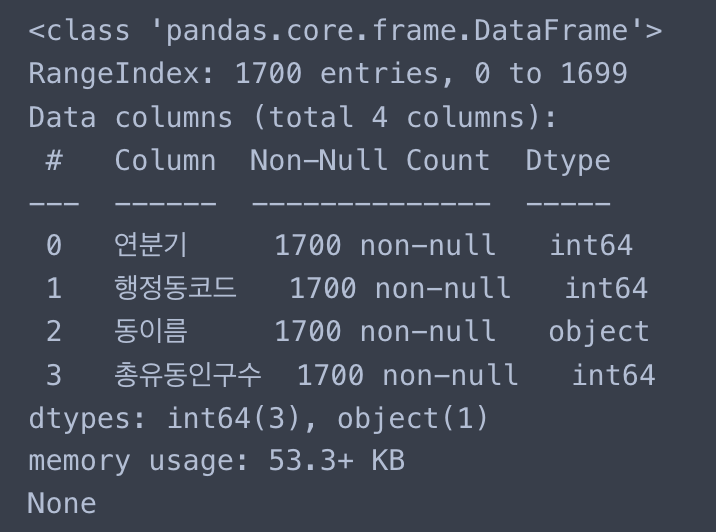 <class 'pandas.core.frame.DataFrame'>
RangeIndex: 1700 entries, 0 to 1699
Data columns (total 4 columns):
 #   Column  Non-Null Count  Dtype
---  ------  --------------  -----
 0   연분기     1700 non-null   int64
 1   행정동코드   1700 non-null   int64
 2   동이름     1700 non-null   object
 3   총유동인구수  1700 non-null   int64
dtypes: int64(3), object(1)
memory usage: 53.3+ KB
None